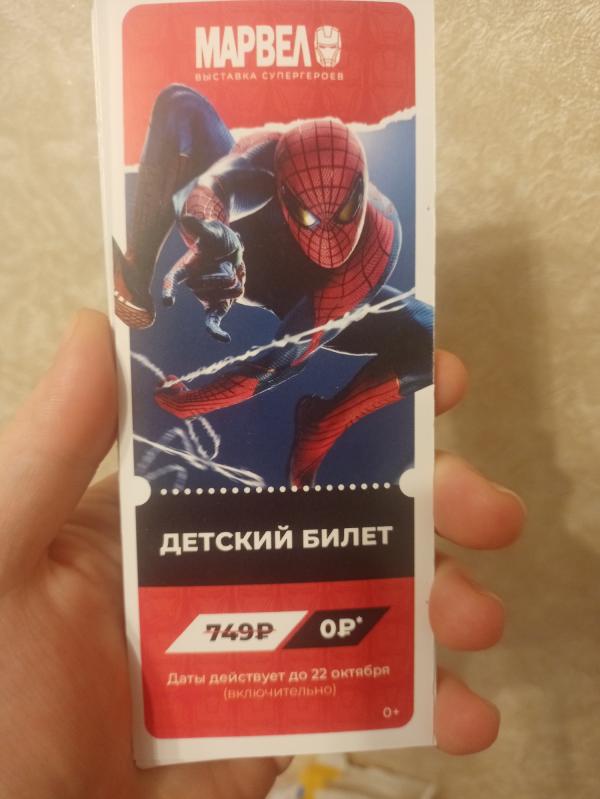 МАРВЕЛ
ВЫСТАВКА СУПЕРГЕРОЕВ
ДЕТСКИЙ БИЛЕТ
749₽ 0₽*
Даты действует до 22 октября
(включительно)
0+